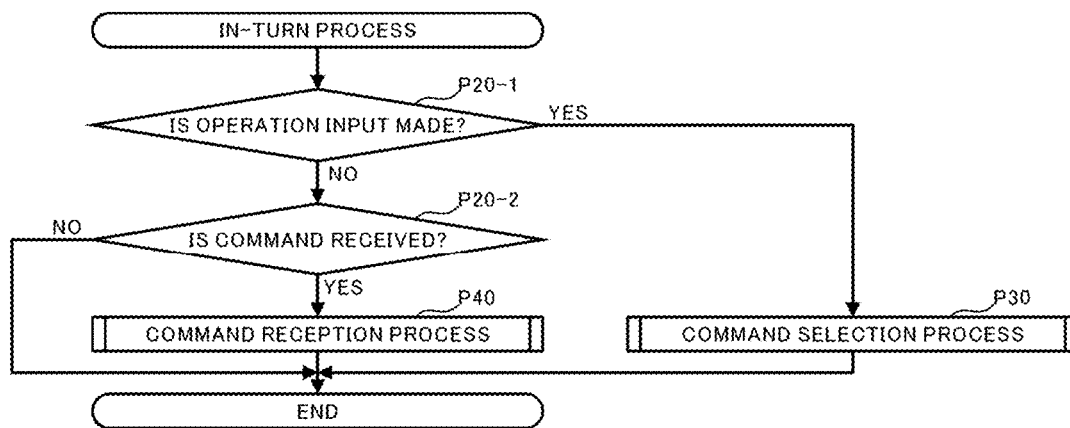 IN-TURN PROCESS
P20-1
IS OPERATION INPUT MADE?
YES
NO
P20-2
NO
IS COMMAND RECEIVED?
YES
P40
P30
COMMAND RECEPTION PROCESS
COMMAND SELECTION PROCESS
END